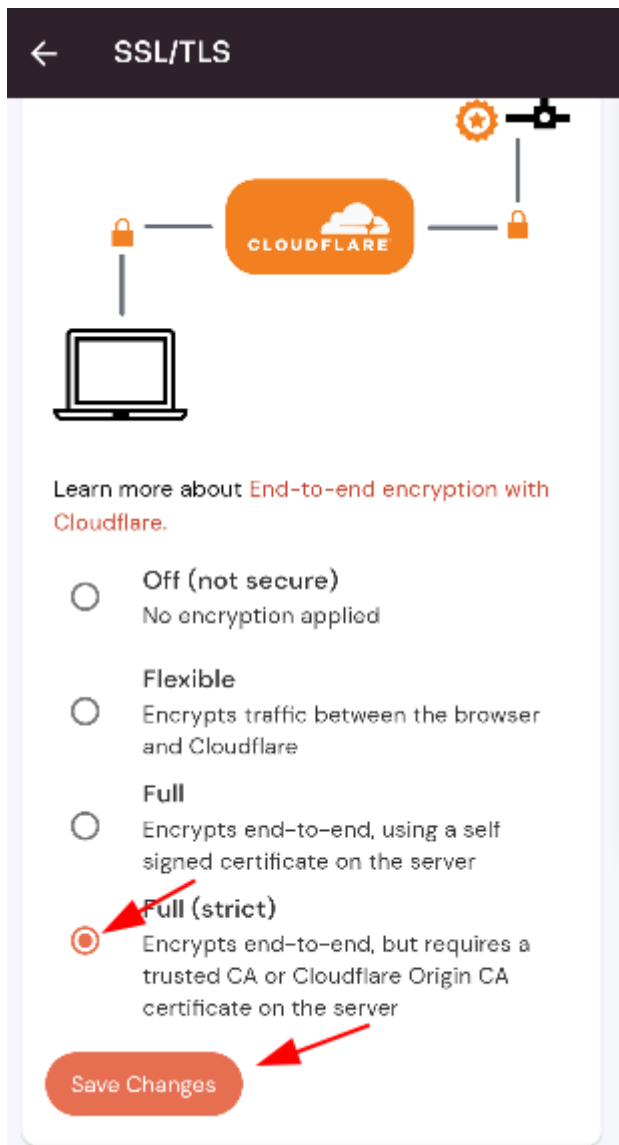 SSL/TLS
CLOUDFLARE
Learn more about End-to-end encryption with
Cloudflare.
Off (not secure)
No encryption applied
Flexible
Encrypts traffic between the browser
and Cloudflare
Full
Encrypts end-to-end, using a self
signed certificate on the server
Full (strict)
Encrypts end-to-end, but requires a
trusted CA or Cloudflare Origin CA
certificate on the server
Save Changes